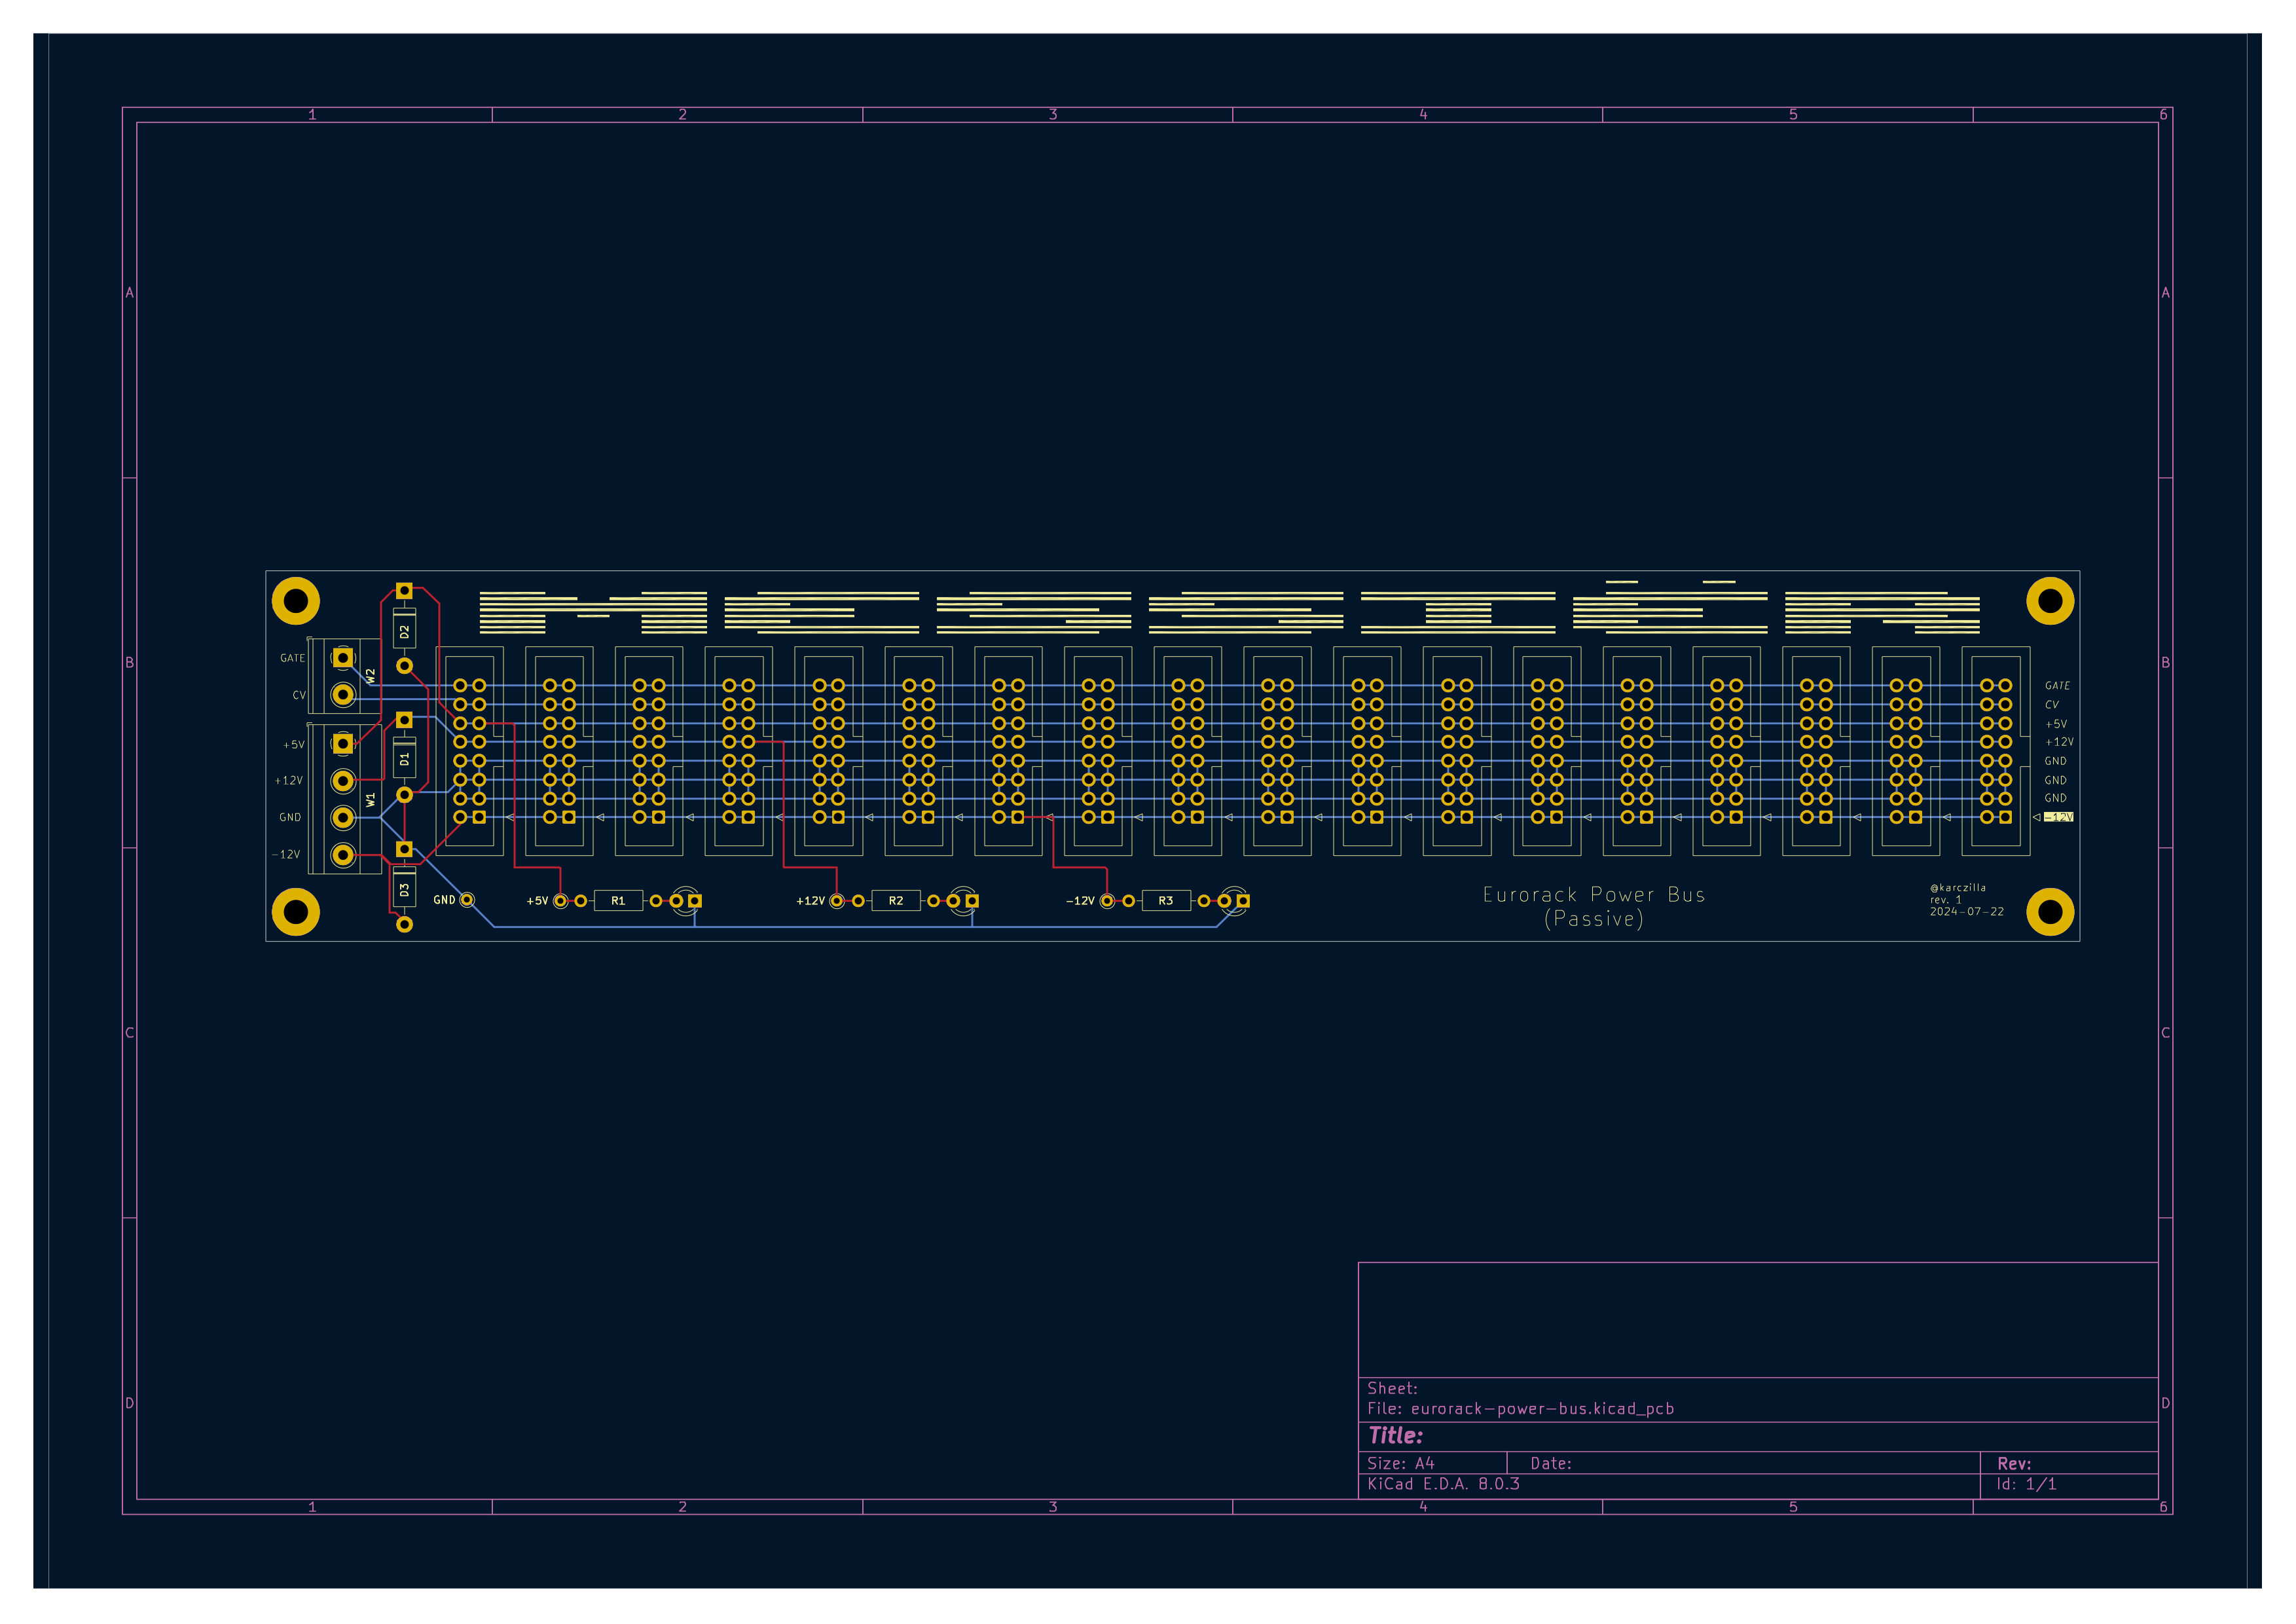 1 2 3 4 5 6
A A
GATE
CV
W2
D2
B B
+5V
+12V
GND
-12V
W1
D1
D3
GATE
CV
+5V
+12V
GND
GND
GND
-12V
GND
+5V R1
+12V R2
-12V R3
Eurorack Power Bus
(Passive)
@karczilla
rev. 1
2024-07-22
C C
Sheet:
File: eurorack-power-bus.kicad_pcb
D D
Title:
Size: A4 Date: Rev:
KiCad E.D.A. 8.0.3 Id: 1/1
1 2 3 4 5 6